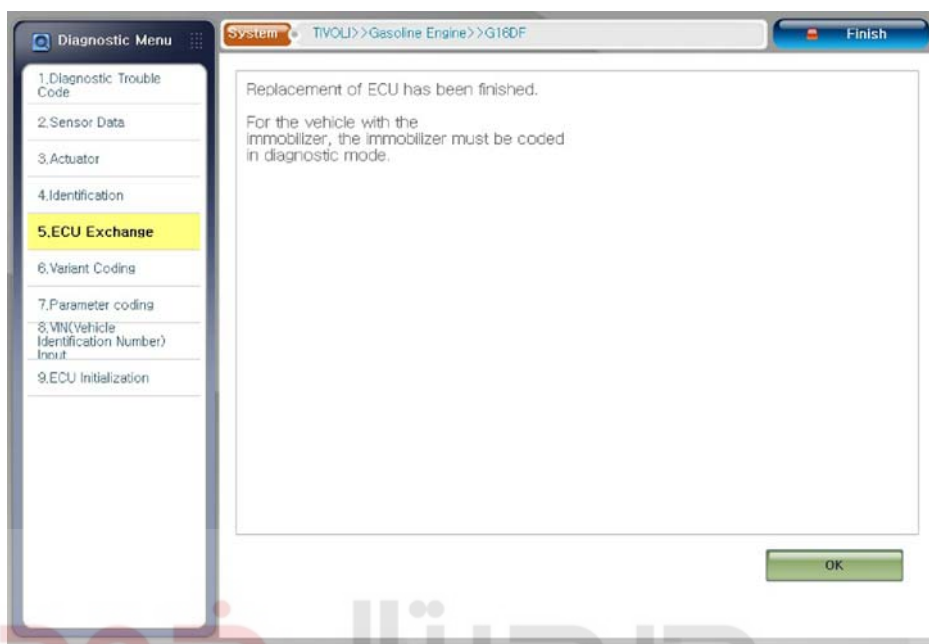 Diagnostic Menu
System
TIVOLI>>Gasoline Engine>>G16DF
Finish
1,Diagnostic Trouble
Code
2,Sensor Data
3,Actuator
4,Identification
5,ECU Exchange
6,Variant Coding
7,Parameter coding
8,VIN(Vehicle
Identification Number)
Input
9,ECU Initialization
Replacement of ECU has been finished.
For the vehicle with the
immobilizer, the immobilizer must be coded
in diagnostic mode.
OK